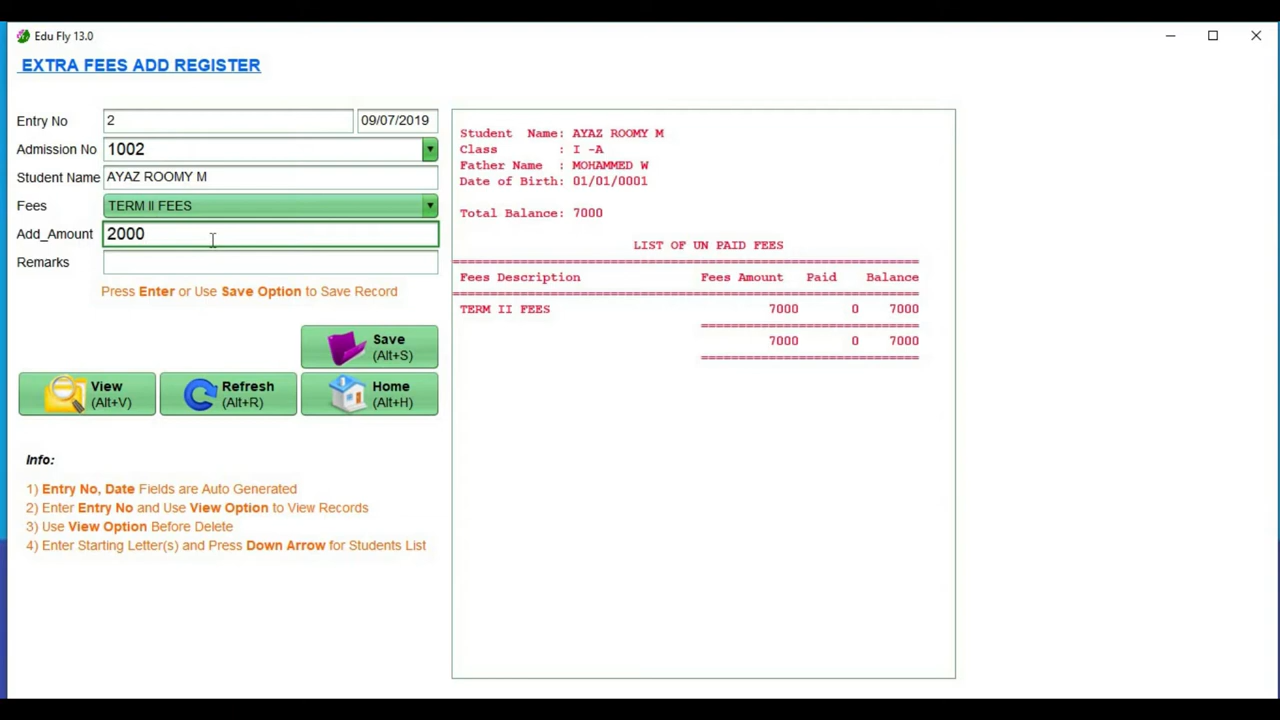 Edu Fly 13.0
EXTRA FEES ADD REGISTER
Entry No 2 09/07/2019
Admission No 1002
Student Name AYAZ ROOMY M
Fees TERM II FEES
Add_Amount 2000
Remarks
Press Enter or Use Save Option to Save Record
Save
(Alt+S)
View
(Alt+V)
Refresh
(Alt+R)
Home
(Alt+H)
Info:
1) Entry No, Date Fields are Auto Generated
2) Enter Entry No and Use View Option to View Records
3) Use View Option Before Delete
4) Enter Starting Letter(s) and Press Down Arrow for Students List
Student Name: AYAZ ROOMY M
Class : I -A
Father Name : MOHAMMED W
Date of Birth: 01/01/0001
Total Balance: 7000
LIST OF UN PAID FEES
Fees Description Fees Amount Paid Balance
TERM II FEES 7000 0 7000
7000 0 7000